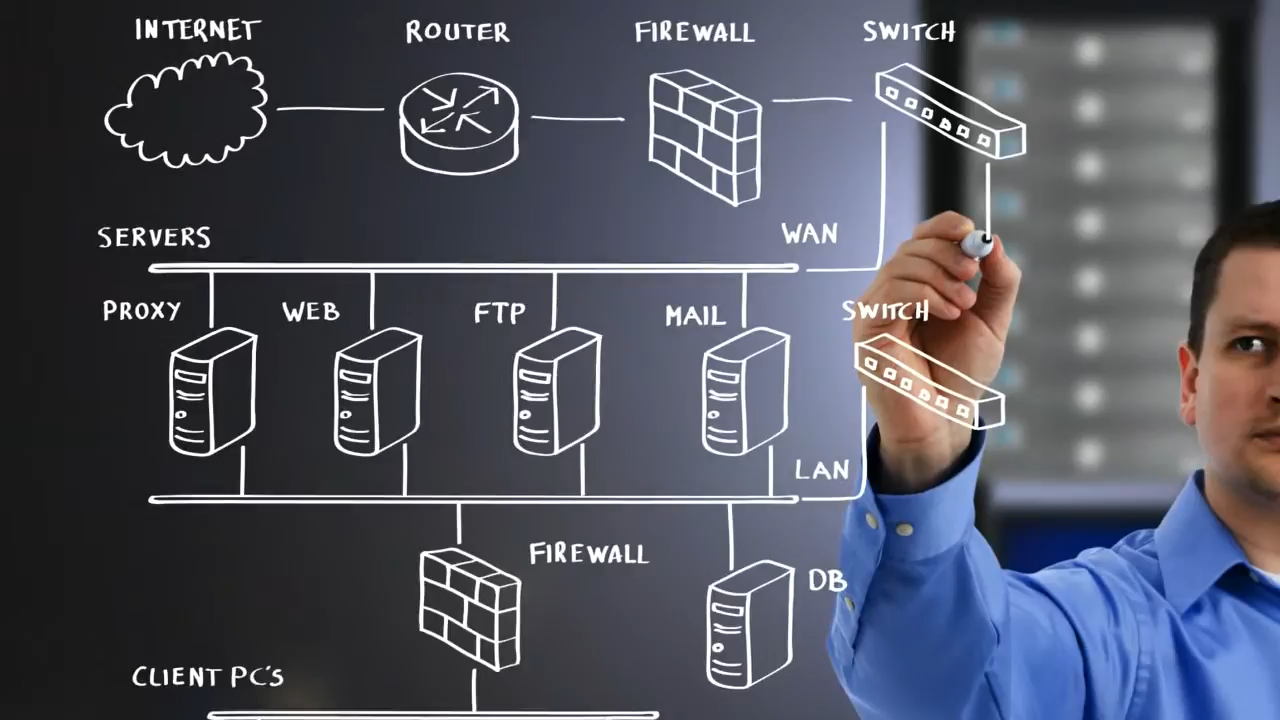 INTERNET
ROUTER
FIREWALL
SWITCH
SERVERS
WAN
PROXY
WEB
FTP
MAIL
SWITCH
LAN
FIREWALL
DB
CLIENT PC'S